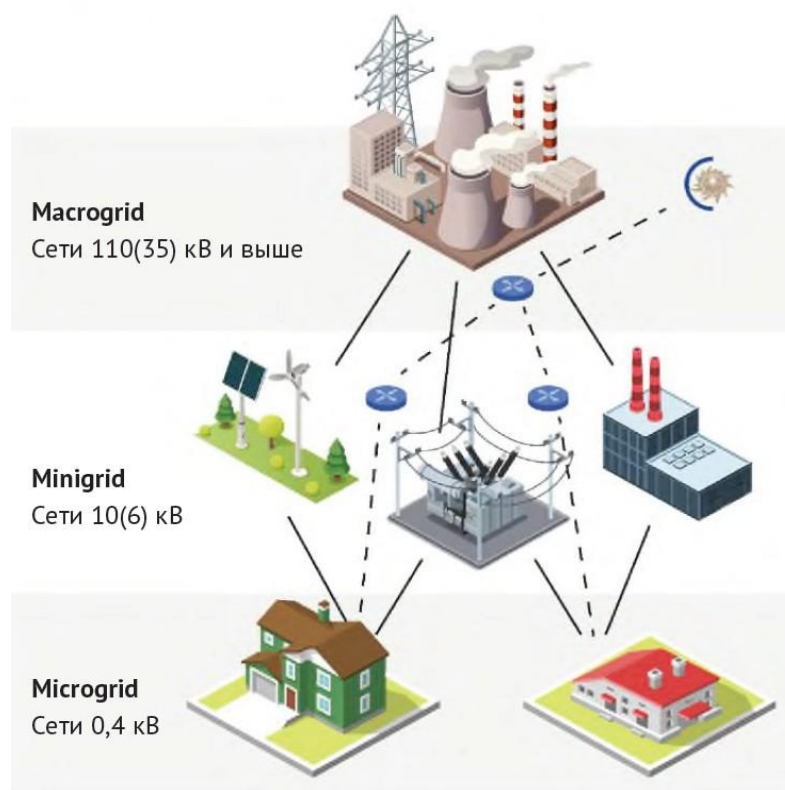 Macrogrid
Сети 110(35) кВ и выше
Minigrid
Сети 10(6) кВ
Microgrid
Сети 0,4 кВ